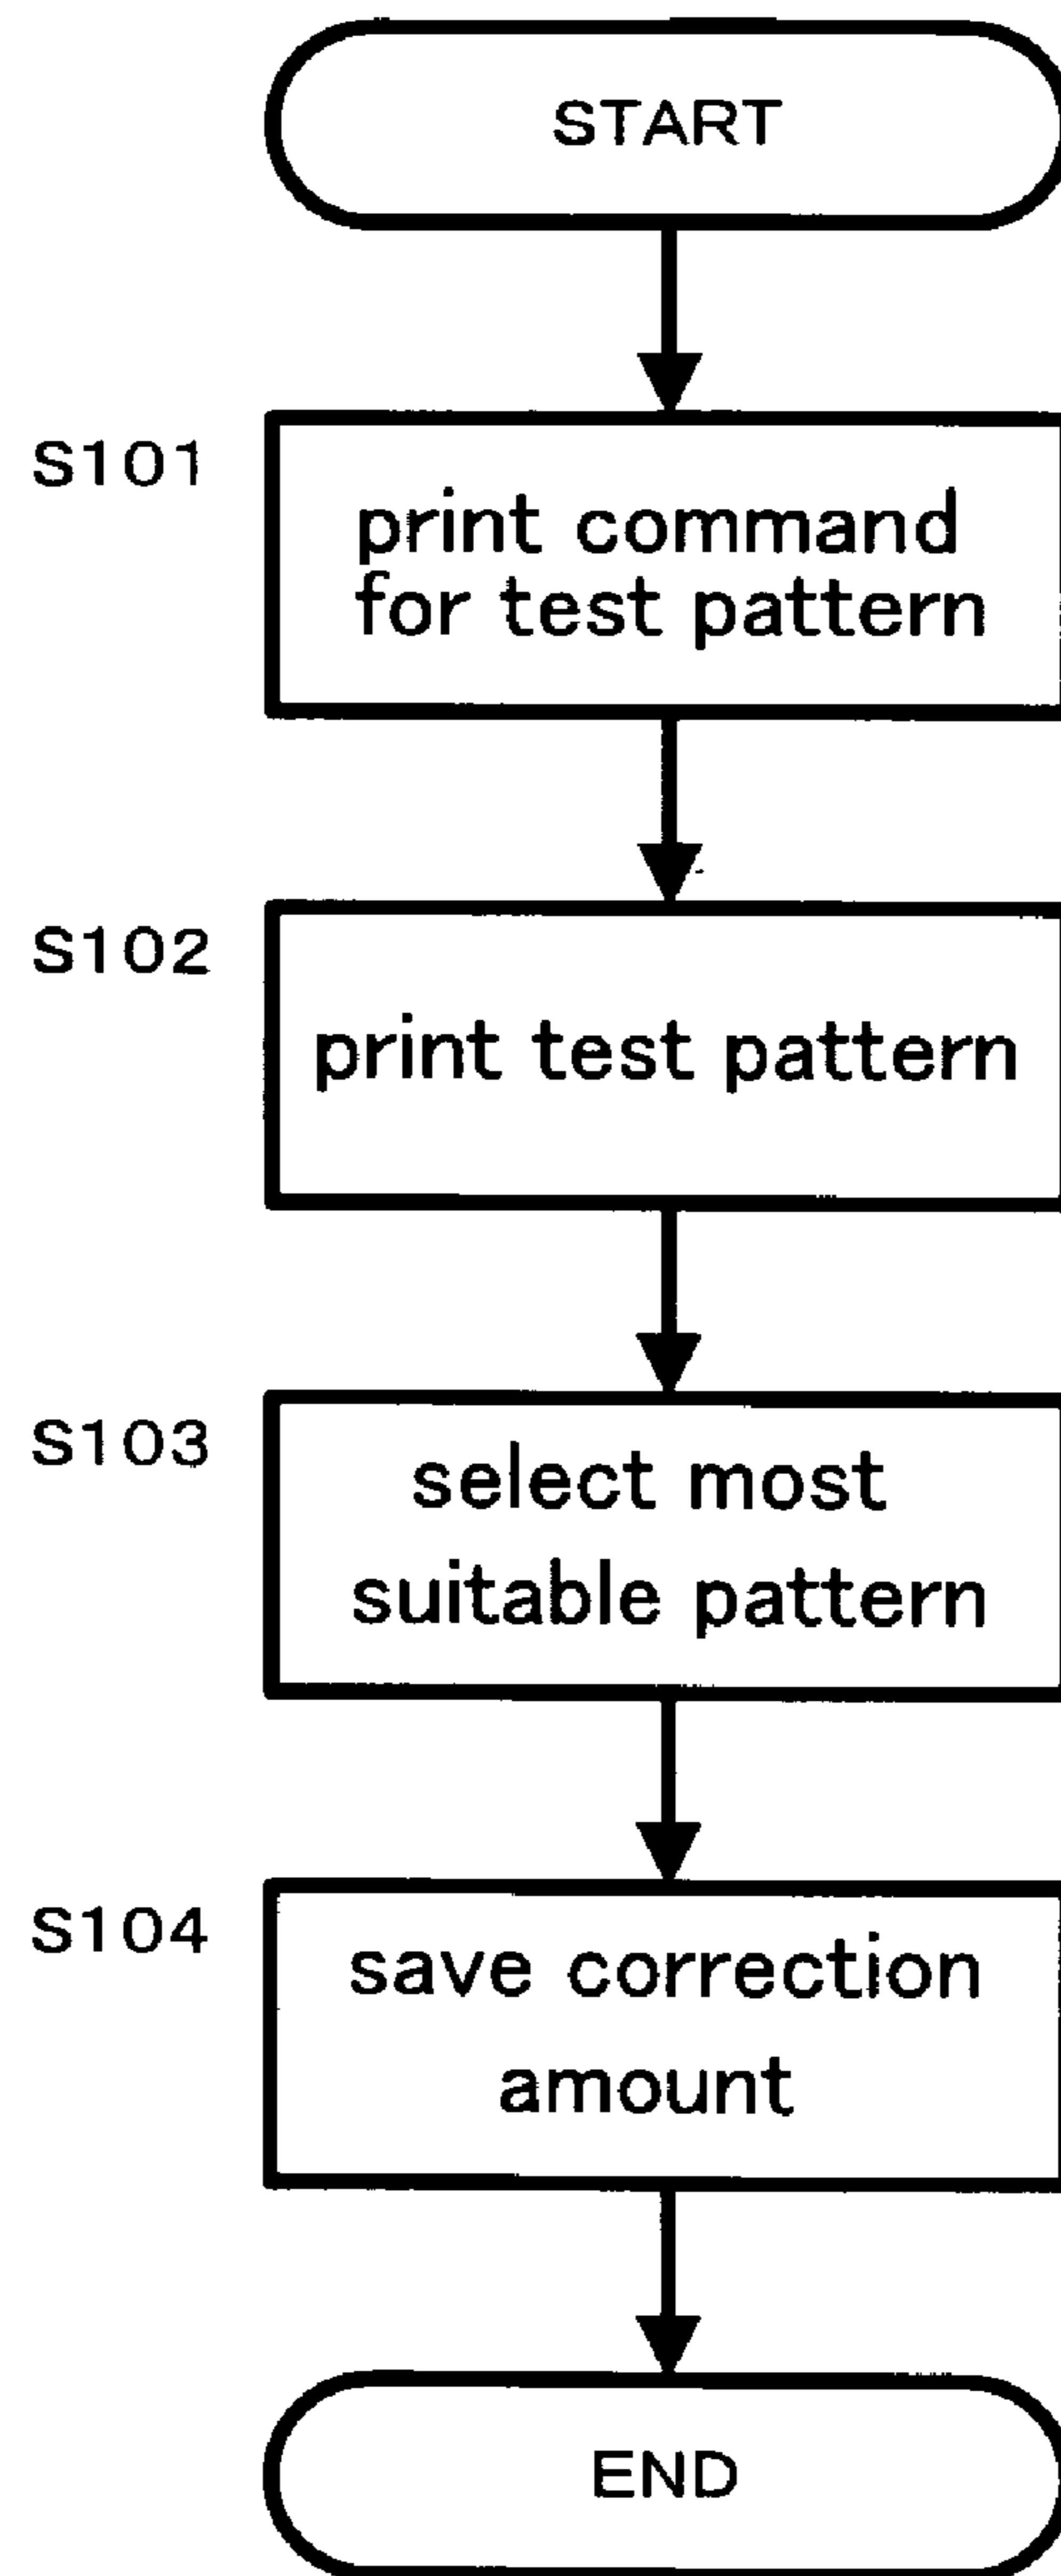 START
S101
print command
for test pattern
S102
print test pattern
S103
select most
suitable pattern
S104
save correction
amount
END